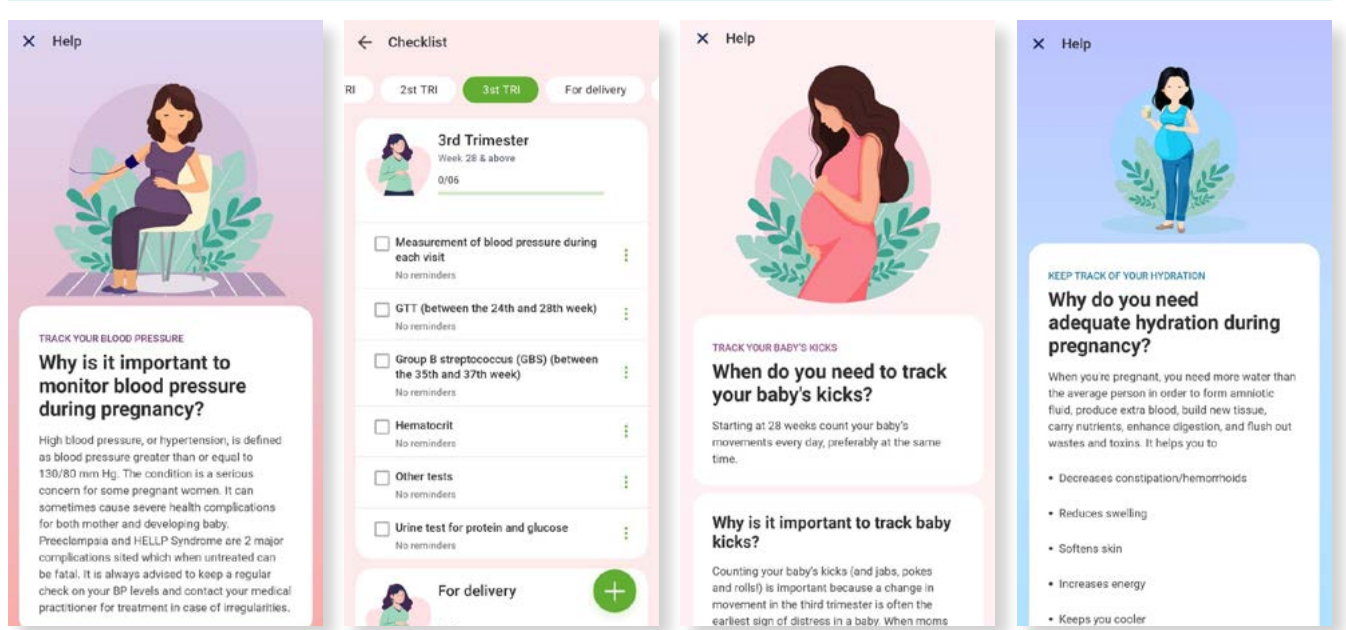 Help
TRACK YOUR BLOOD PRESSURE
Why is it important to
monitor blood pressure
during pregnancy?
High blood pressure, or hypertension, is defined
as blood pressure greater than or equal to
130/80 mm Hg. The condition is a serious
concern for some pregnant women. It can
sometimes cause severe health complications
for both mother and developing baby.
Preeclampsia and HELLP Syndrome are 2 major
complications sited which when untreated can
be fatal. It is always advised to keep a regular
check on your BP levels and contact your medical
practitioner for treatment in case of irregularities.
Checklist
RI 2st TRI 3st TRI For delivery
3rd Trimester
Week 28 & above
0/06
Measurement of blood pressure during
each visit
No reminders
GTT (between the 24th and 28th week)
No reminders
Group B streptococcus (GBS) (between
the 35th and 37th week)
No reminders
Hematocrit
No reminders
Other tests
No reminders
Urine test for protein and glucose
No reminders
For delivery
Help
TRACK YOUR BABY'S KICKS
When do you need to track
your baby's kicks?
Starting at 28 weeks count your baby's
movements every day, preferably at the same
time.
Why is it important to track baby
kicks?
Counting your baby's kicks (and jabs, pokes
and rolls!) is important because a change in
movement in the third trimester is often the
earliest sign of distress in a baby. When moms
Help
KEEP TRACK OF YOUR HYDRATION
Why do you need
adequate hydration during
pregnancy?
When you're pregnant, you need more water than
the average person in order to form amniotic
fluid, produce extra blood, build new tissue,
carry nutrients, enhance digestion, and flush out
wastes and toxins. It helps you to
• Decreases constipation/hemorrhoids
• Reduces swelling
• Softens skin
• Increases energy
• Keeps you cooler